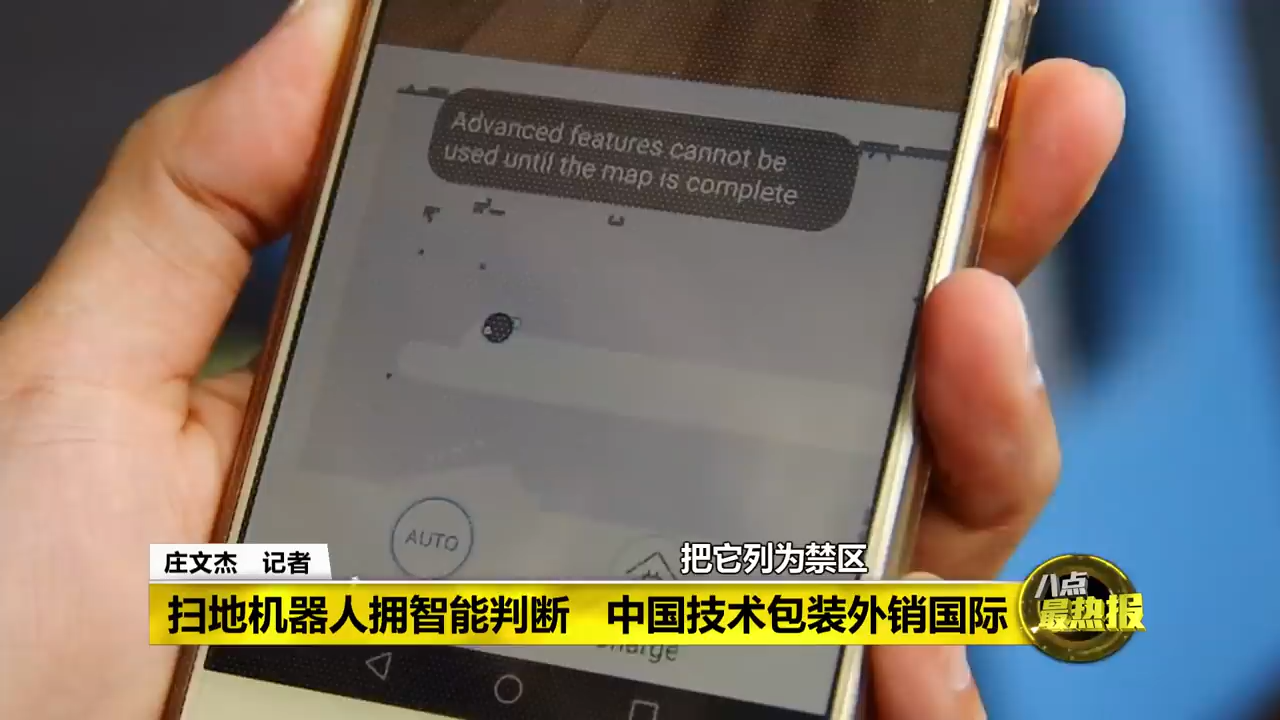 Advanced features cannot be
used until the map is complete
AUTO
把它列为禁区
庄文杰 记者
扫地机器人拥智能判断 中国技术包装外销国际
八点
最热报
Charge